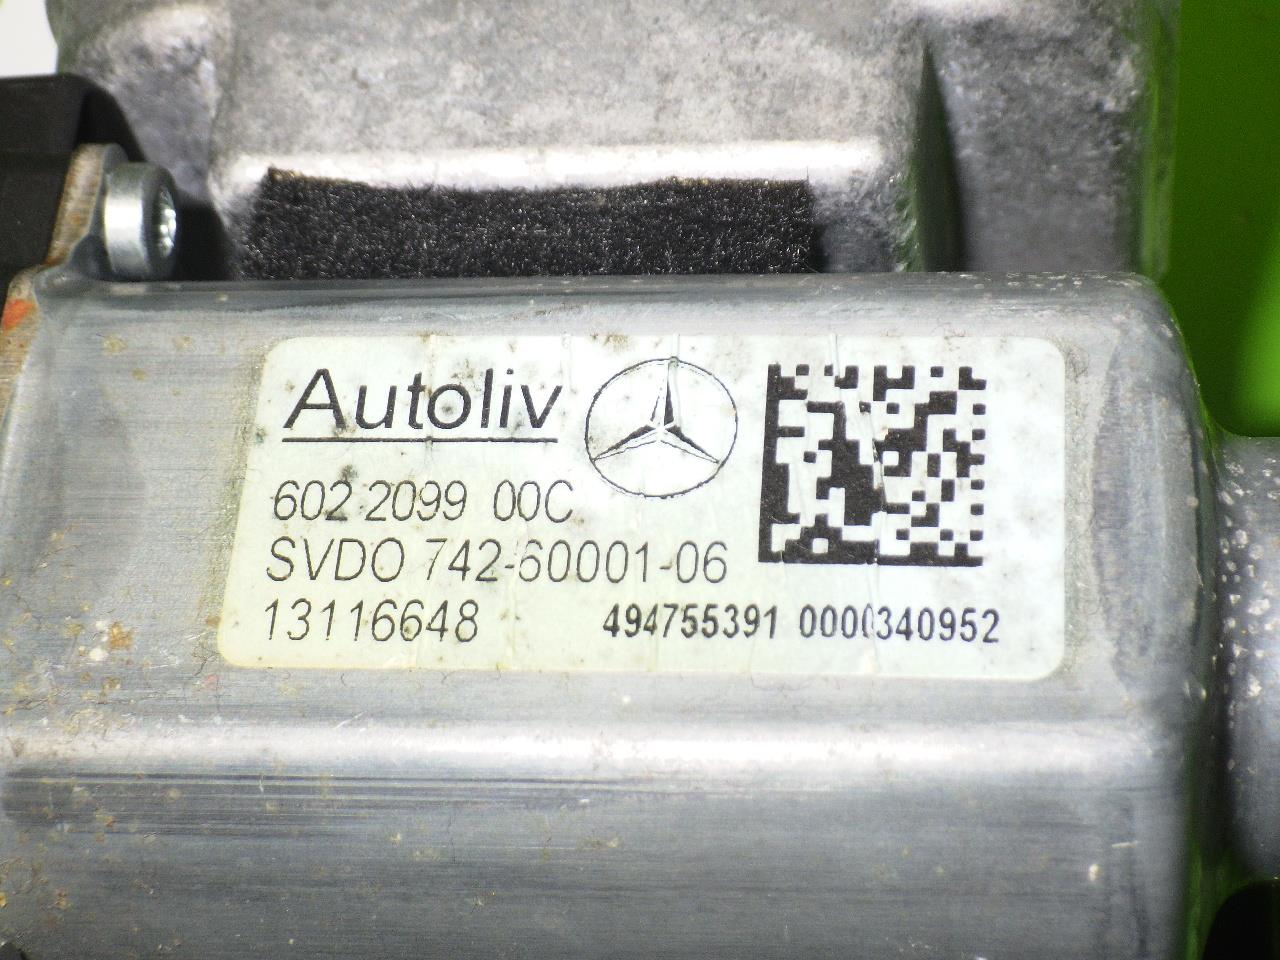 Autoliv
602 2099 00C
SVDO 742-60001-06
13116648 494755391 0000340952